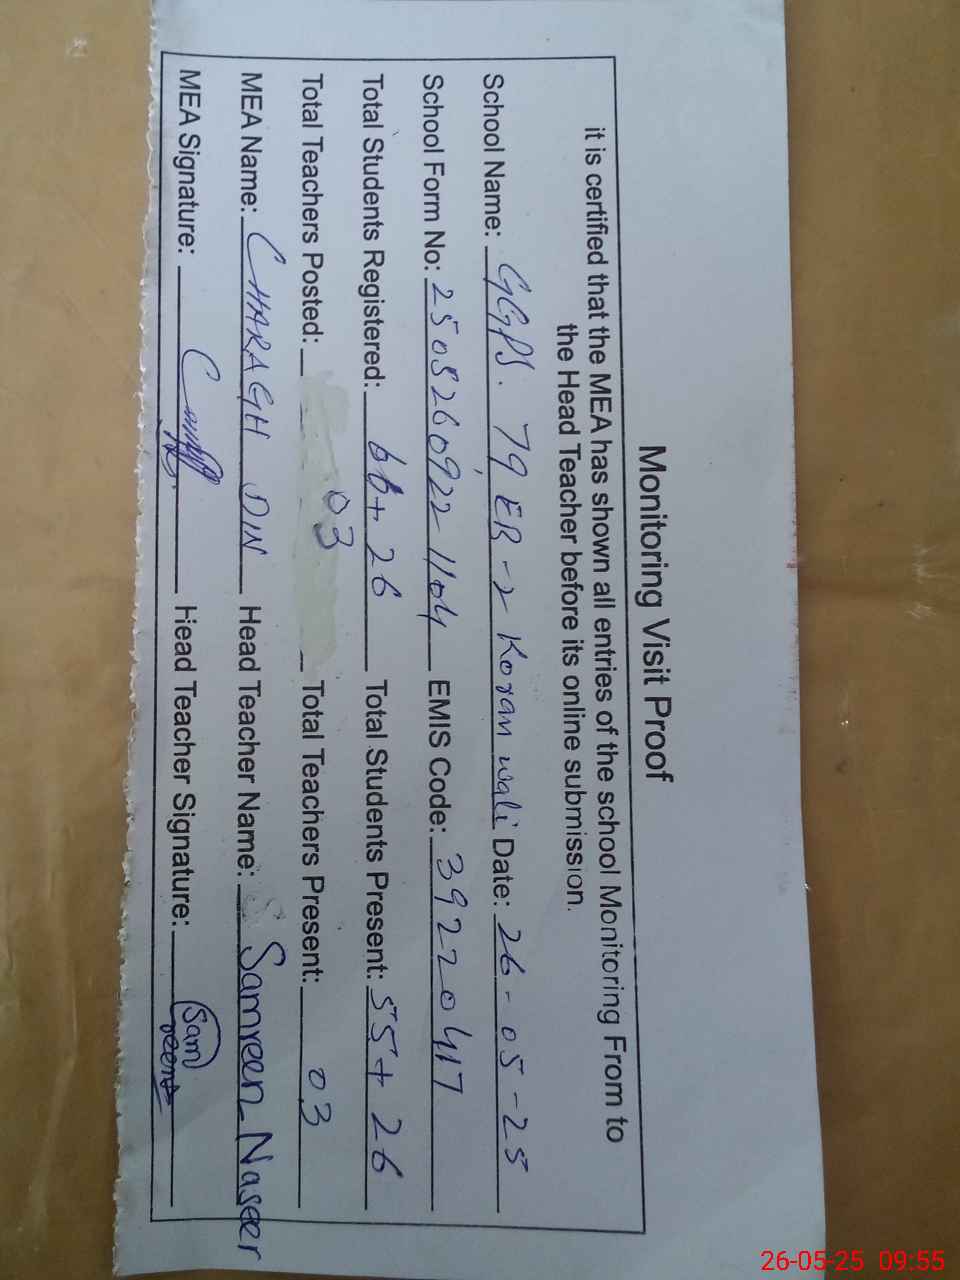 Monitoring Visit Proof
it is certified that the MEA has shown all entries of the school Monitoring From to
the Head Teacher before its online submission.
School Name: GGPS. 79 EB-2 Koran wali Date: 26-05-25
School Form No: 2505260922-1104 EMIS Code: 39220417
Total Students Registered: 66+26 Total Students Present: 55+26
Total Teachers Posted: 03 Total Teachers Present: 03
MEA Name: CHARAGH DIN Head Teacher Name: Samreen Naseer
MEA Signature: Head Teacher Signature: Samreen
26-05-25 09:55